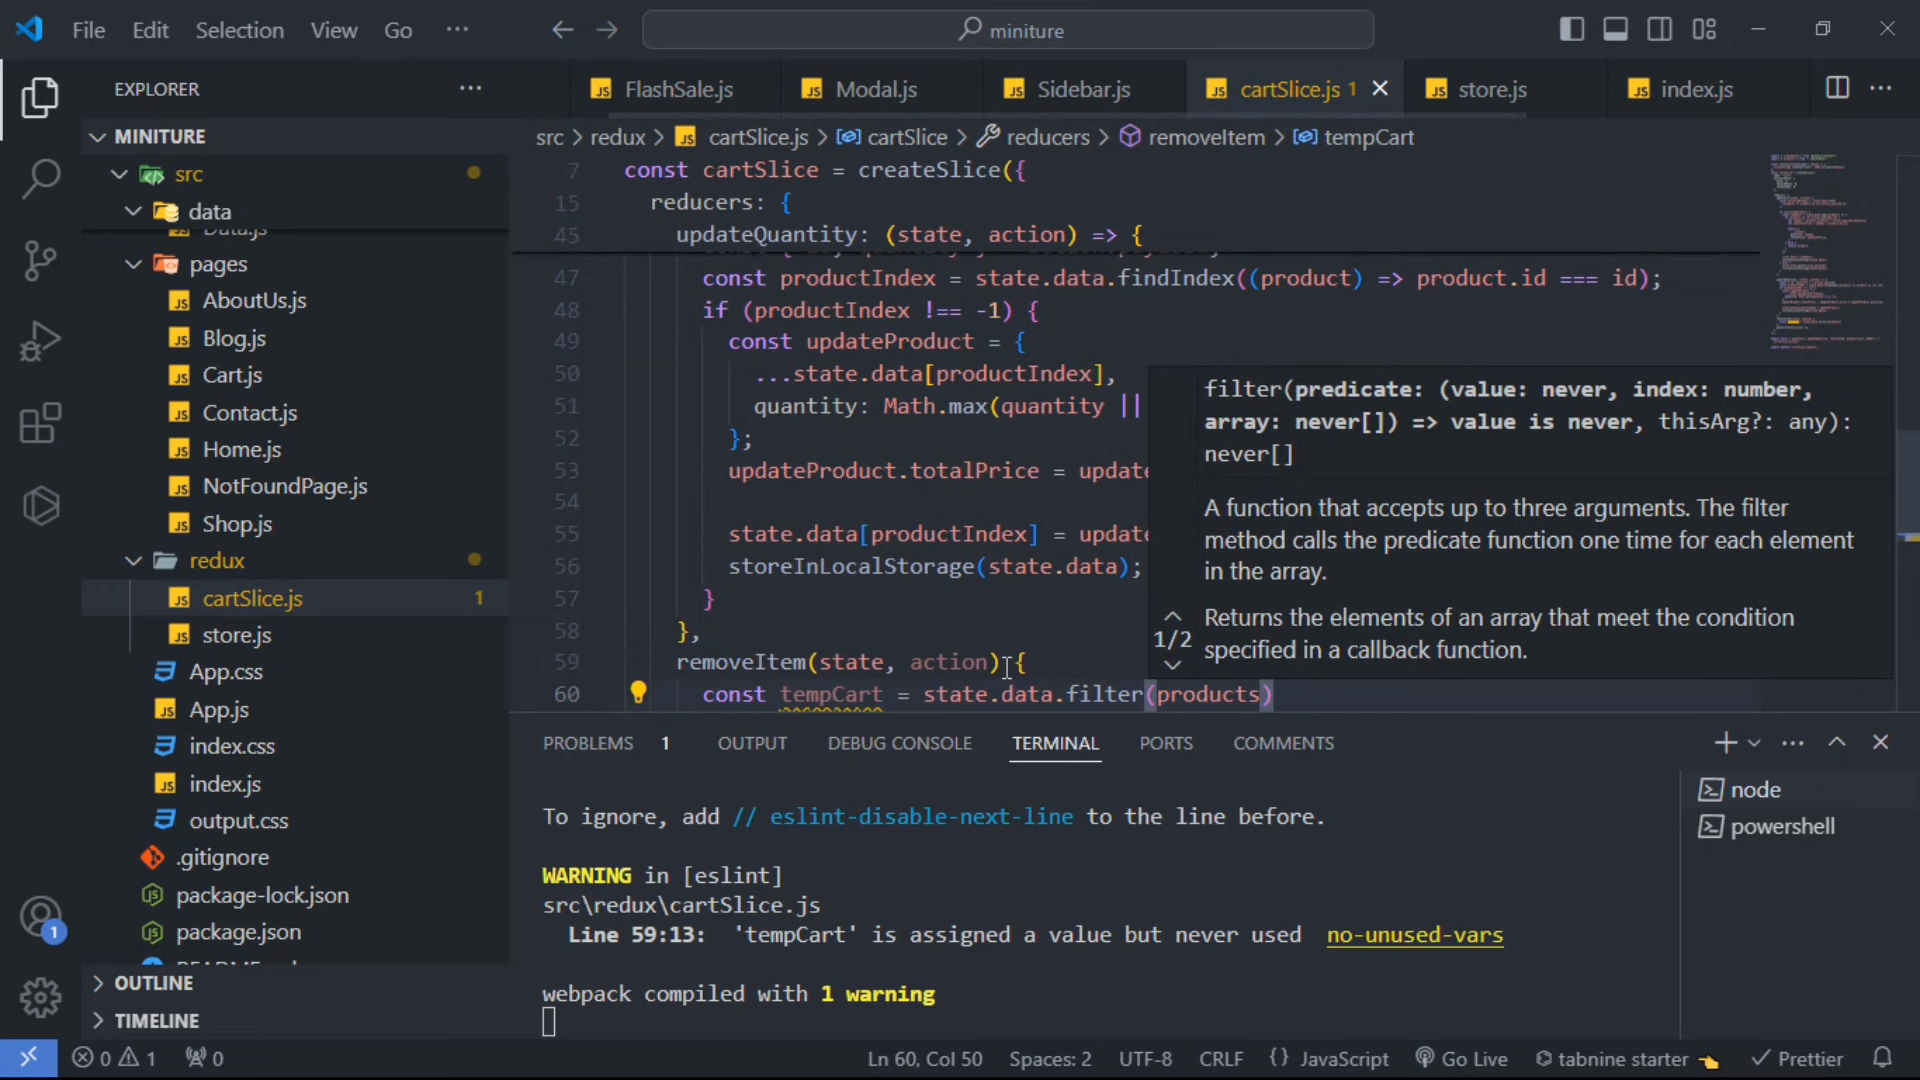 File Edit Selection View Go ··· miniture
EXPLORER ···
FlashSale.js Modal.js Sidebar.js cartSlice.js 1 store.js index.js ···
MINITURE
src > redux > cartSlice.js > cartSlice > reducers > removeItem > tempCart
src
data
Data.js
pages
AboutUs.js
Blog.js
Cart.js
Contact.js
Home.js
NotFoundPage.js
Shop.js
redux
cartSlice.js 1
store.js
App.css
App.js
index.css
index.js
output.css
.gitignore
package-lock.json
package.json
OUTLINE
TIMELINE
7 const cartSlice = createSlice({
15 reducers: {
45 updateQuantity: (state, action) => {
47 const productIndex = state.data.findIndex((product) => product.id === id);
48 if (productIndex !== -1) {
49 const updateProduct = {
50 ...state.data[productIndex],
51 quantity: Math.max(quantity ||
52 };
53 updateProduct.totalPrice = update
54
55 state.data[productIndex] = update
56 storeInLocalStorage(state.data);
57 }
58 },
59 removeItem(state, action) {
60 const tempCart = state.data.filter(products)
filter(predicate: (value: never, index: number,
array: never[]) => value is never, thisArg?: any):
never[]
A function that accepts up to three arguments. The filter
method calls the predicate function one time for each element
in the array.
1/2
Returns the elements of an array that meet the condition
specified in a callback function.
PROBLEMS 1 OUTPUT DEBUG CONSOLE TERMINAL PORTS COMMENTS
node
powershell
To ignore, add // eslint-disable-next-line to the line before.
WARNING in [eslint]
src\redux\cartSlice.js
Line 59:13: 'tempCart' is assigned a value but never used no-unused-vars
webpack compiled with 1 warning
1
0 1 0 Ln 60, Col 50 Spaces: 2 UTF-8 CRLF {} JavaScript Go Live tabnine starter Prettier